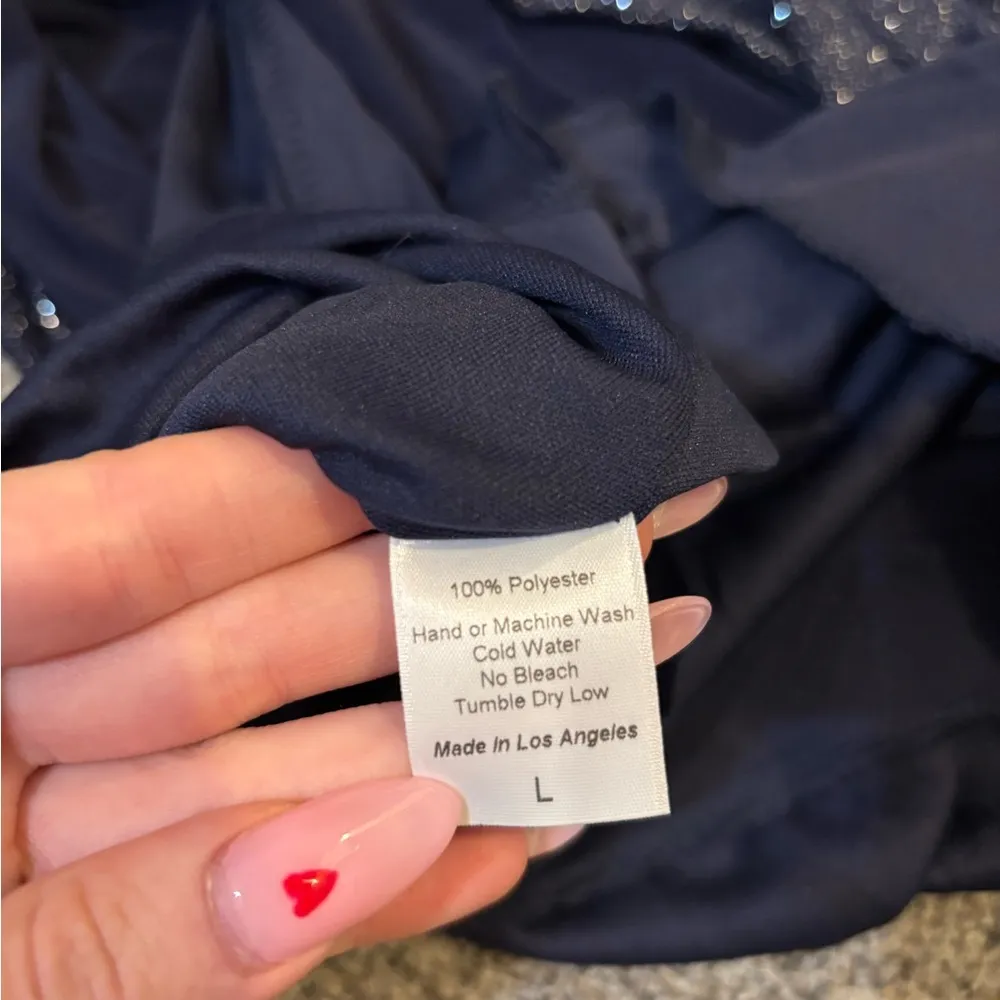 100% Polyester
Hand or Machine Wash
Cold Water
No Bleach
Tumble Dry Low
Made in Los Angeles
L